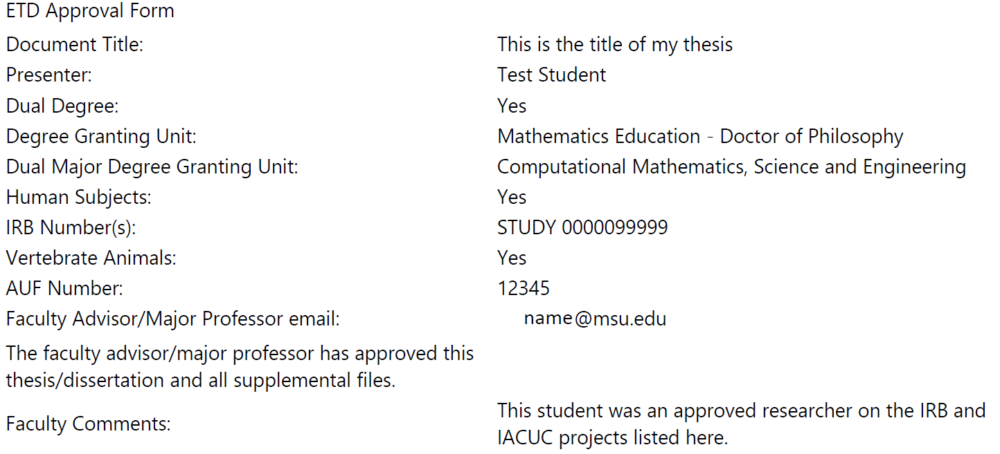 ETD Approval Form
Document Title: This is the title of my thesis
Presenter: Test Student
Dual Degree: Yes
Degree Granting Unit: Mathematics Education - Doctor of Philosophy
Dual Major Degree Granting Unit: Computational Mathematics, Science and Engineering
Human Subjects: Yes
IRB Number(s): STUDY 0000099999
Vertebrate Animals: Yes
AUF Number: 12345
Faculty Advisor/Major Professor email: name@msu.edu
The faculty advisor/major professor has approved this
thesis/dissertation and all supplemental files.
Faculty Comments: This student was an approved researcher on the IRB and
IACUC projects listed here.